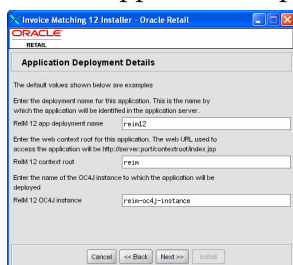 Invoice Matching 12 Installer - Oracle Retail
ORACLE
RETAIL
Application Deployment Details
The default values shown below are examples
Enter the deployment name for this application. This is the name by
which the application will be identified in the application server.
ReIM 12 app deployment name reim12
Enter the web context root for this application. The web URL used to
access the application will be http://server:port/contextroot/index.jsp
ReIM 12 context root reim
Enter the name of the OC4J instance to which the application will be
deployed
ReIM 12 OC4J instance reim-oc4j-instance
Cancel << Back Next >> Install